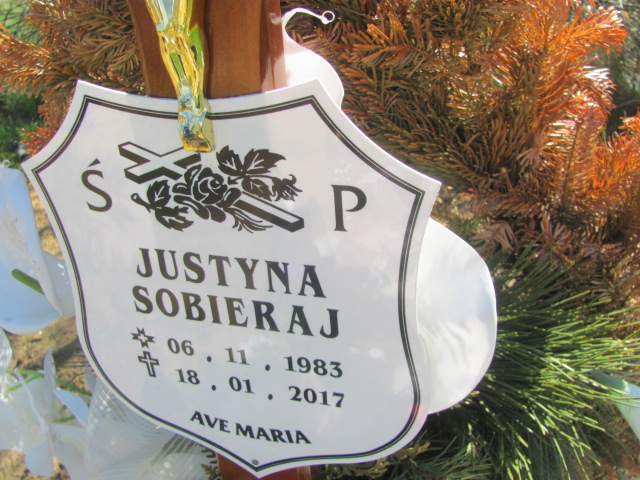 Ś P
JUSTYNA
SOBIERAJ
06 . 11 . 1983
18 . 01 . 2017
AVE MARIA